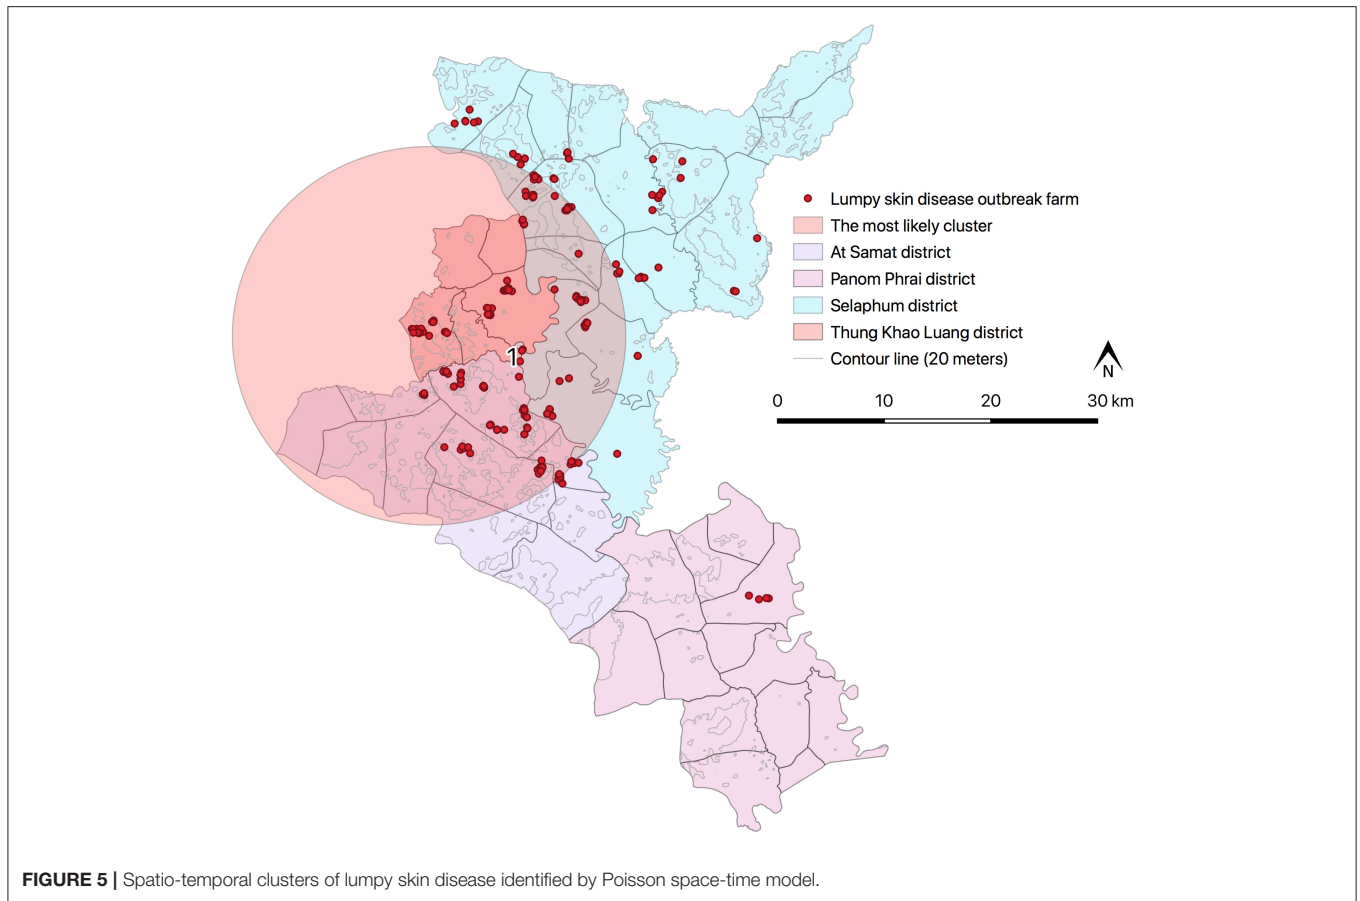 Lumpy skin disease outbreak farm
The most likely cluster
At Samat district
Panom Phrai district
Selaphum district
Thung Khao Luang district
Contour line (20 meters)
N
0 10 20 30 km
1
FIGURE 5 | Spatio-temporal clusters of lumpy skin disease identified by Poisson space-time model.